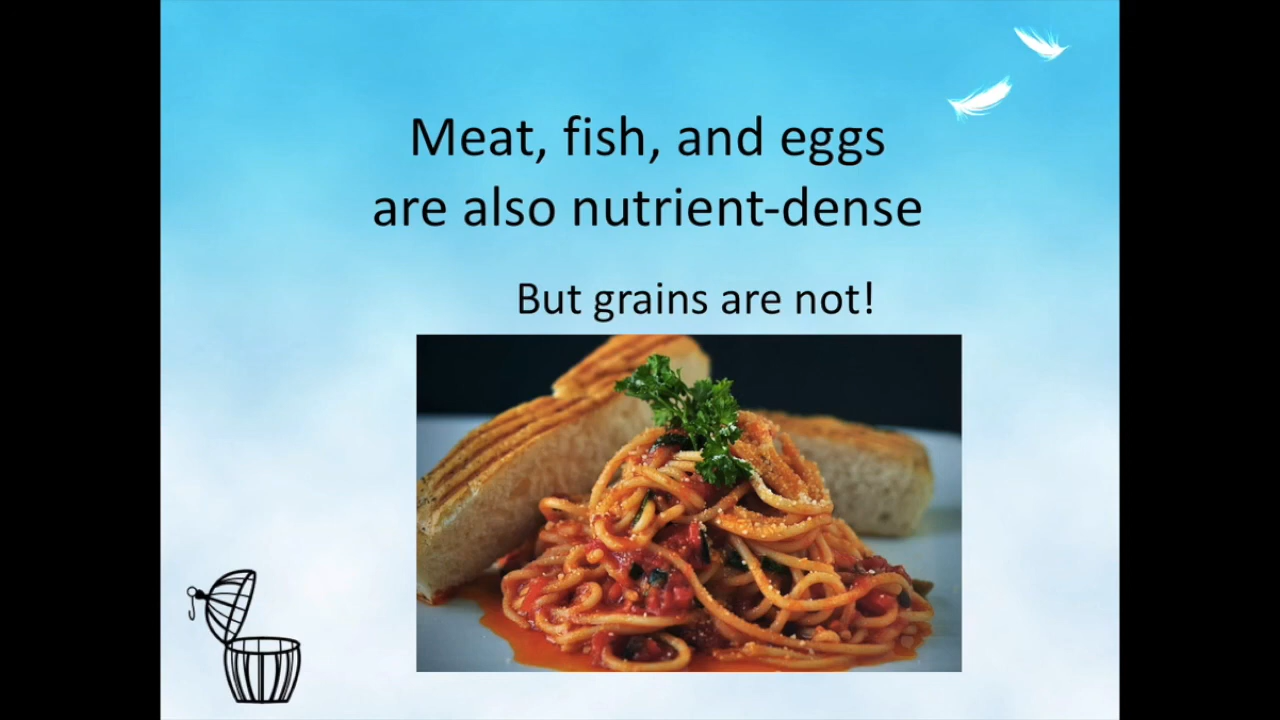 Meat, fish, and eggs
are also nutrient-dense
But grains are not!